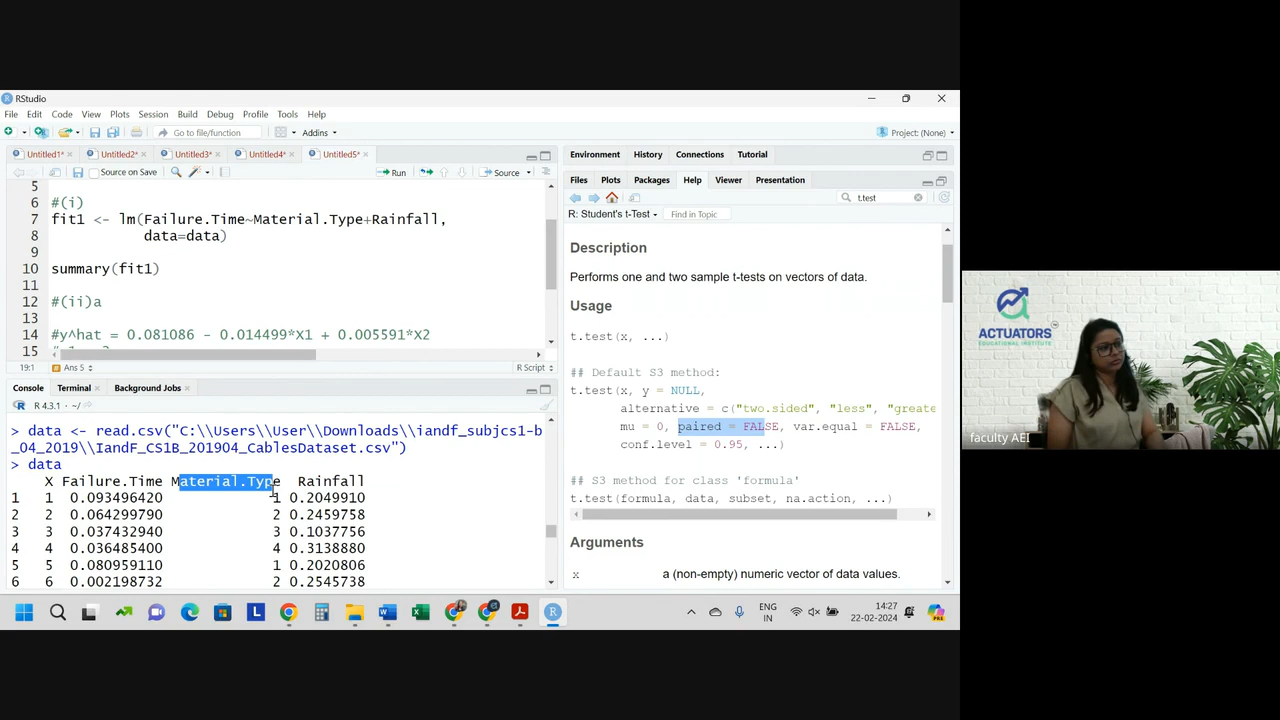 RStudio
File Edit Code View Plots Session Build Debug Profile Tools Help
Go to file/function Addins Project: (None)
Untitled1* Untitled2* Untitled3* Untitled4* Untitled5*
Source on Save Run Source
5
6 #(i)
7 fit1 <- lm(Failure.Time~Material.Type+Rainfall,
8 data=data)
9
10 summary(fit1)
11
12 #(ii)a
13
14 #y^hat = 0.081086 - 0.014499*X1 + 0.005591*X2
15
19:1 Ans 5 R Script
Console Terminal Background Jobs
R 4.3.1 · ~/
> data <- read.csv("C:\\Users\\User\\Downloads\\iandf_subjcs1-b
_04_2019\\IandF_CS1B_201904_CablesDataset.csv")
> data
X Failure.Time Material.Type Rainfall
1 1 0.093496420 1 0.2049910
2 2 0.064299790 2 0.2459758
3 3 0.037432940 3 0.1037756
4 4 0.036485400 4 0.3138880
5 5 0.080959110 1 0.2020806
6 6 0.002198732 2 0.2545738
Environment History Connections Tutorial
Files Plots Packages Help Viewer Presentation
t.test
R: Student's t-Test Find in Topic
Description
Performs one and two sample t-tests on vectors of data.
Usage
t.test(x, ...)
## Default S3 method:
t.test(x, y = NULL,
alternative = c("two.sided", "less", "greate
mu = 0, paired = FALSE, var.equal = FALSE,
conf.level = 0.95, ...)
## S3 method for class 'formula'
t.test(formula, data, subset, na.action, ...)
Arguments
x a (non-empty) numeric vector of data values.
ENG
IN
14:27
22-02-2024
ACTUATORS
EDUCATIONAL INSTITUTE
faculty AEI